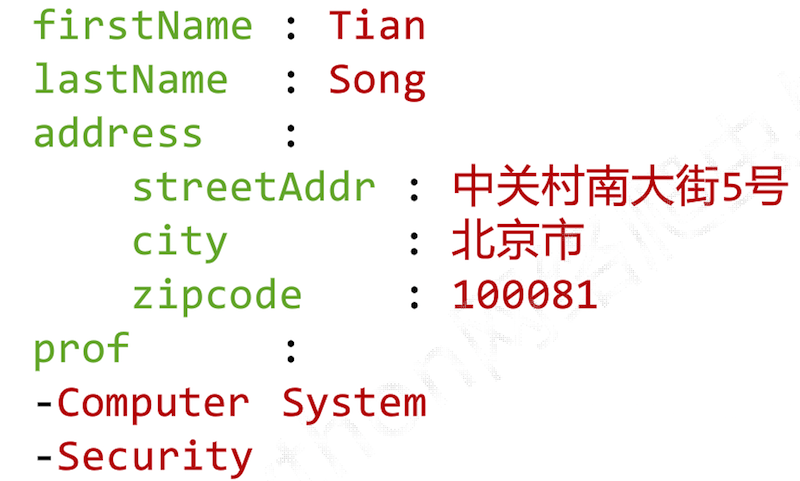 firstName : Tian
lastName : Song
address :
streetAddr : 中关村南大街5号
city : 北京市
zipcode : 100081
prof :
-Computer System
-Security